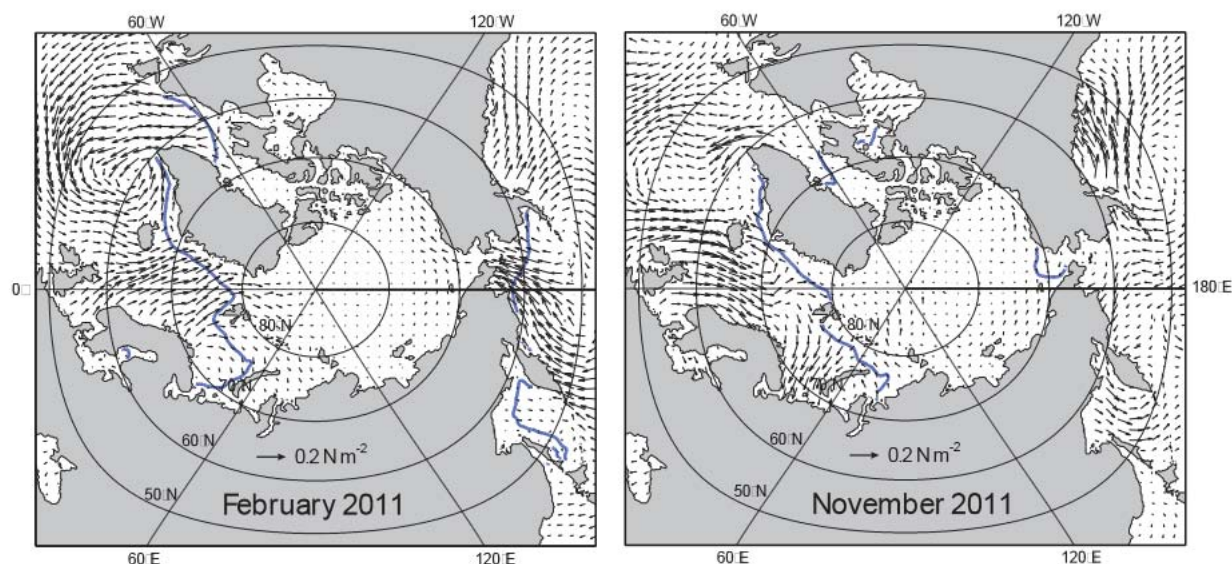 60□W
120□W
60□W
120□W
0□
180□E
80□N
70□N
60□N
50□N
0.2 N m-2
February 2011
80□N
70□N
60□N
50□N
0.2 N m-2
November 2011
60□E
120□E
60□E
120□E